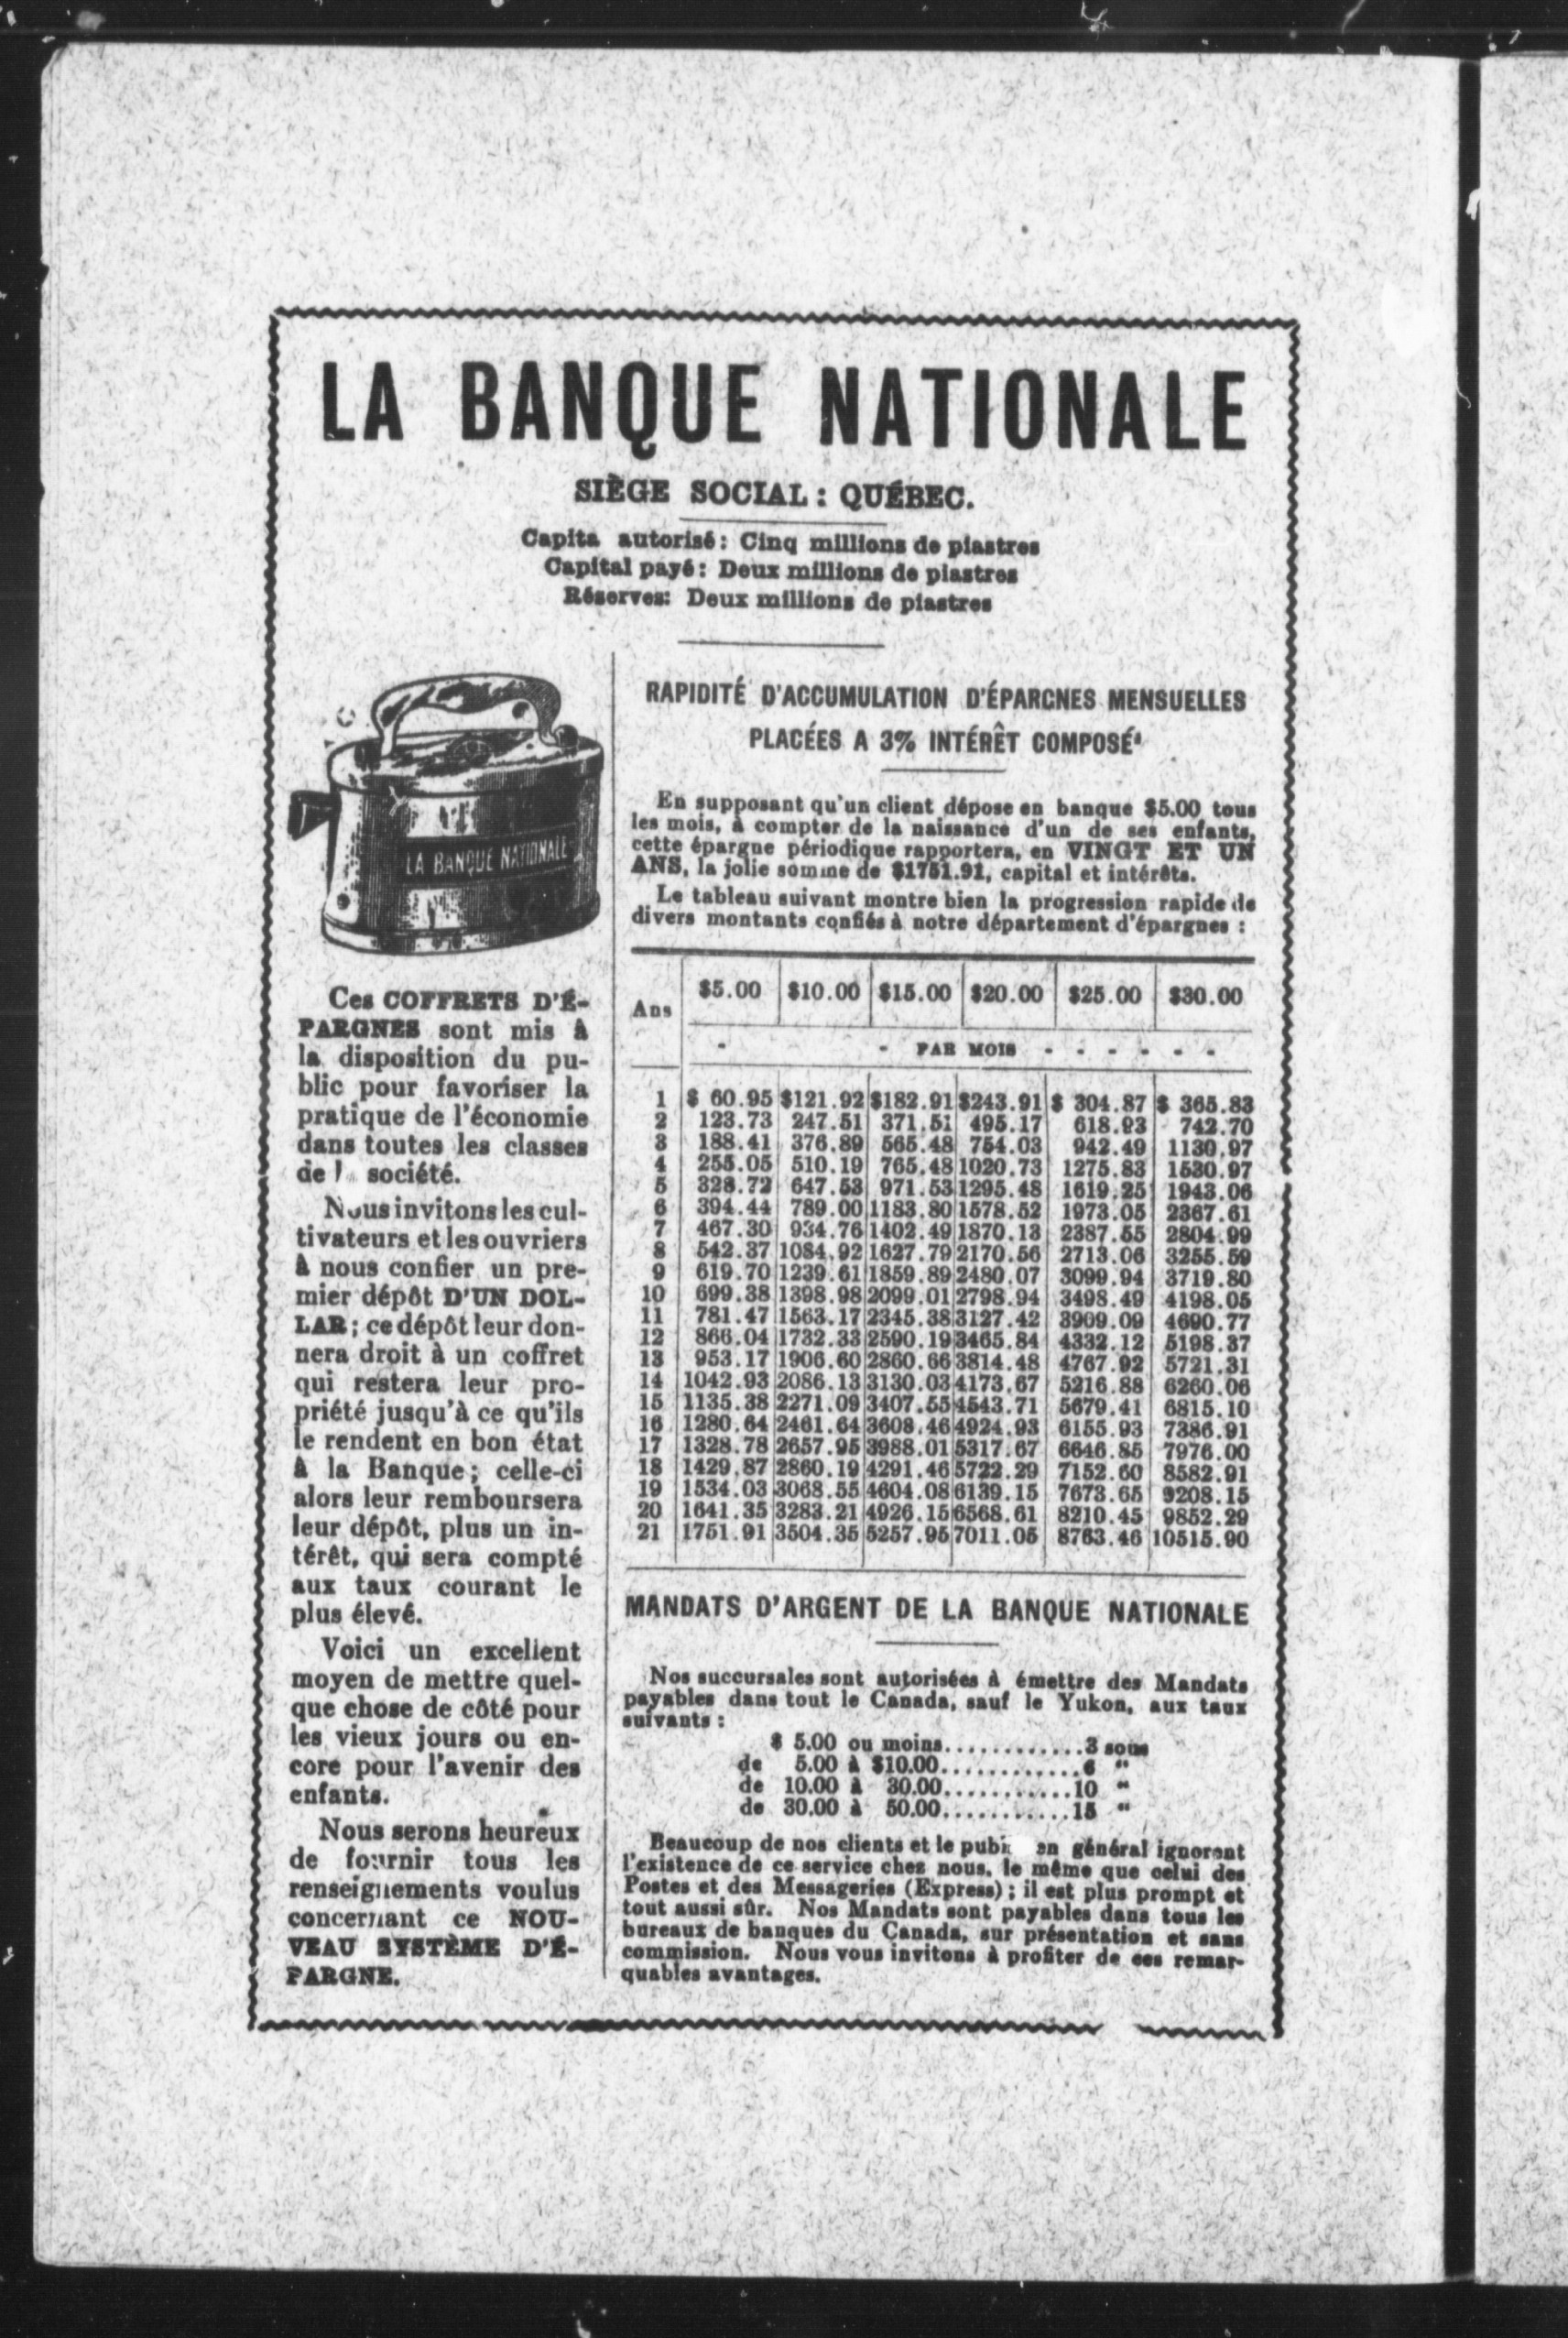 LA BANQUE NATIONALE
SIÈGE SOCIAL : QUÉBEC.
Capita autorisé : Cinq millions de piastres
Capital payé : Deux millions de piastres
Réserves: Deux millions de piastres
LA BANQUE NATIONALE
Ces COFFRETS D'É-
PARGNES sont mis à
la disposition du pu-
blic pour favoriser la
pratique de l'économie
dans toutes les classes
de l société.
Nous invitons les cul-
tivateurs et les ouvriers
à nous confier un pre-
mier dépôt D'UN DOL-
LAR ; ce dépôt leur don-
nera droit à un coffret
qui restera leur pro-
priété jusqu'à ce qu'ils
le rendent en bon état
à la Banque ; celle-ci
alors leur remboursera
leur dépôt, plus un in-
térêt, qui sera compté
aux taux courant le
plus élevé.
Voici un excellent
moyen de mettre quel-
que chose de côté pour
les vieux jours ou en-
core pour l'avenir des
enfants.
Nous serons heureux
de fournir tous les
renseignements voulus
concernant ce NOU-
VEAU SYSTÈME D'É-
PARGNE.
RAPIDITÉ D'ACCUMULATION D'ÉPARGNES MENSUELLES
PLACÉES A 3% INTÉRÊT COMPOSÉ
En supposant qu'un client dépose en banque $5.00 tous
les mois, à compter de la naissance d'un de ses enfants,
cette épargne périodique rapportera, en VINGT ET UN
ANS, la jolie somme de $1751.91, capital et intérêts.
Le tableau suivant montre bien la progression rapide de
divers montants confiés à notre département d'épargnes :
Ans $5.00 $10.00 $15.00 $20.00 $25.00 $30.00
- - PAR MOIS - - - - - -
1 $ 60.95 $121.92 $182.91 $243.91 $ 304.87 $ 365.83
2 123.73 247.51 371.51 495.17 618.93 742.70
3 188.41 376.89 565.48 754.03 942.49 1130.97
4 255.05 510.19 765.48 1020.73 1275.83 1530.97
5 328.72 647.53 971.53 1295.48 1619.25 1943.06
6 394.44 789.00 1183.80 1578.52 1973.05 2367.61
7 467.30 934.76 1402.49 1870.13 2387.55 2804.99
8 542.37 1084.92 1627.79 2170.56 2713.06 3255.59
9 619.70 1239.61 1859.89 2480.07 3099.94 3719.80
10 699.38 1398.98 2099.01 2798.94 3498.49 4198.05
11 781.47 1563.17 2345.38 3127.42 3909.09 4690.77
12 866.04 1732.33 2590.19 3465.84 4332.12 5198.37
13 953.17 1906.60 2860.66 3814.48 4767.92 5721.31
14 1042.93 2086.13 3130.03 4173.67 5216.88 6260.06
15 1135.38 2271.09 3407.55 4543.71 5679.41 6815.10
16 1280.64 2461.64 3608.46 4924.93 6155.93 7386.91
17 1328.78 2657.95 3988.01 5317.67 6646.85 7976.00
18 1429.87 2860.19 4291.46 5722.29 7152.60 8582.91
19 1534.03 3068.55 4604.08 6139.15 7673.65 9208.15
20 1641.35 3283.21 4926.15 6568.61 8210.45 9852.29
21 1751.91 3504.35 5257.95 7011.05 8763.46 10515.90
MANDATS D'ARGENT DE LA BANQUE NATIONALE
Nos succursales sont autorisées à émettre des Mandats
payables dans tout le Canada, sauf le Yukon, aux taux
suivants :
$ 5.00 ou moins............3 sous
de 5.00 à $10.00............6 "
de 10.00 à 30.00...........10 "
de 30.00 à 50.00...........15 "
Beaucoup de nos clients et le publi en général ignorent
l'existence de ce service chez nous, le même que celui des
Postes et des Messageries (Express) ; il est plus prompt et
tout aussi sûr. Nos Mandats sont payables dans tous les
bureaux de banques du Canada, sur présentation et sans
commission. Nous vous invitons à profiter de ces remar-
quables avantages.